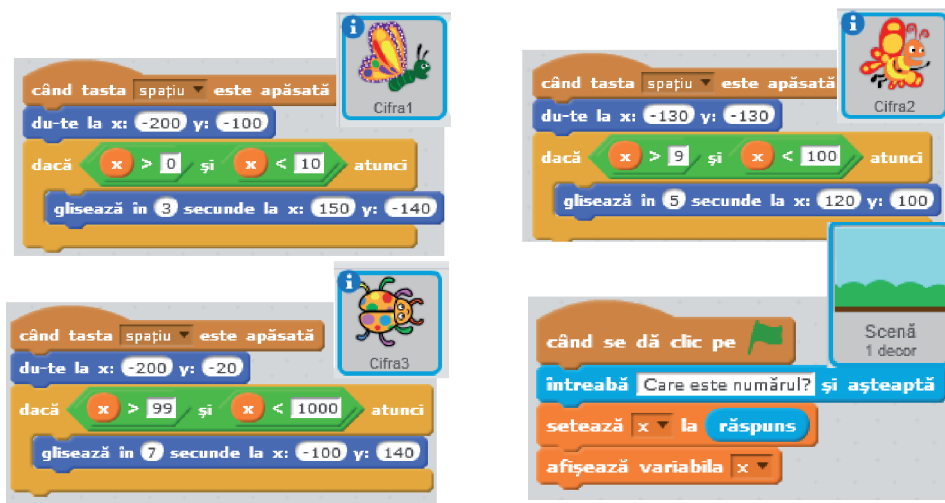 când tasta spațiu este apăsată
Cifra1
du-te la x: -200 y: -100
dacă x > 0 și x < 10 atunci
glisează în 3 secunde la x: 150 y: -140
când tasta spațiu este apăsată
Cifra2
du-te la x: -130 y: -130
dacă x > 9 și x < 100 atunci
glisează în 5 secunde la x: 120 y: 100
când tasta spațiu este apăsată
Cifra3
du-te la x: -200 y: -20
dacă x > 99 și x < 1000 atunci
glisează în 7 secunde la x: -100 y: 140
Scenă
1 decor
când se dă clic pe
întreabă Care este numărul? și așteaptă
setează x la răspuns
afișează variabila x